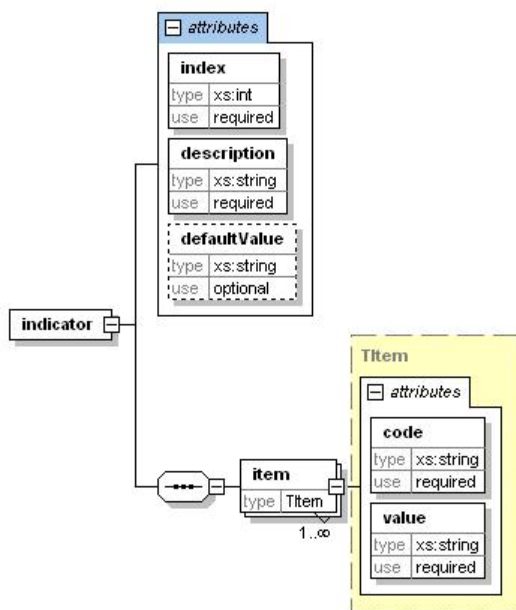 attributes
index
type xs:int
use required
description
type xs:string
use required
defaultValue
type xs:string
use optional
indicator
TItem
attributes
code
type xs:string
use required
item
type TItem
1..∞
value
type xs:string
use required